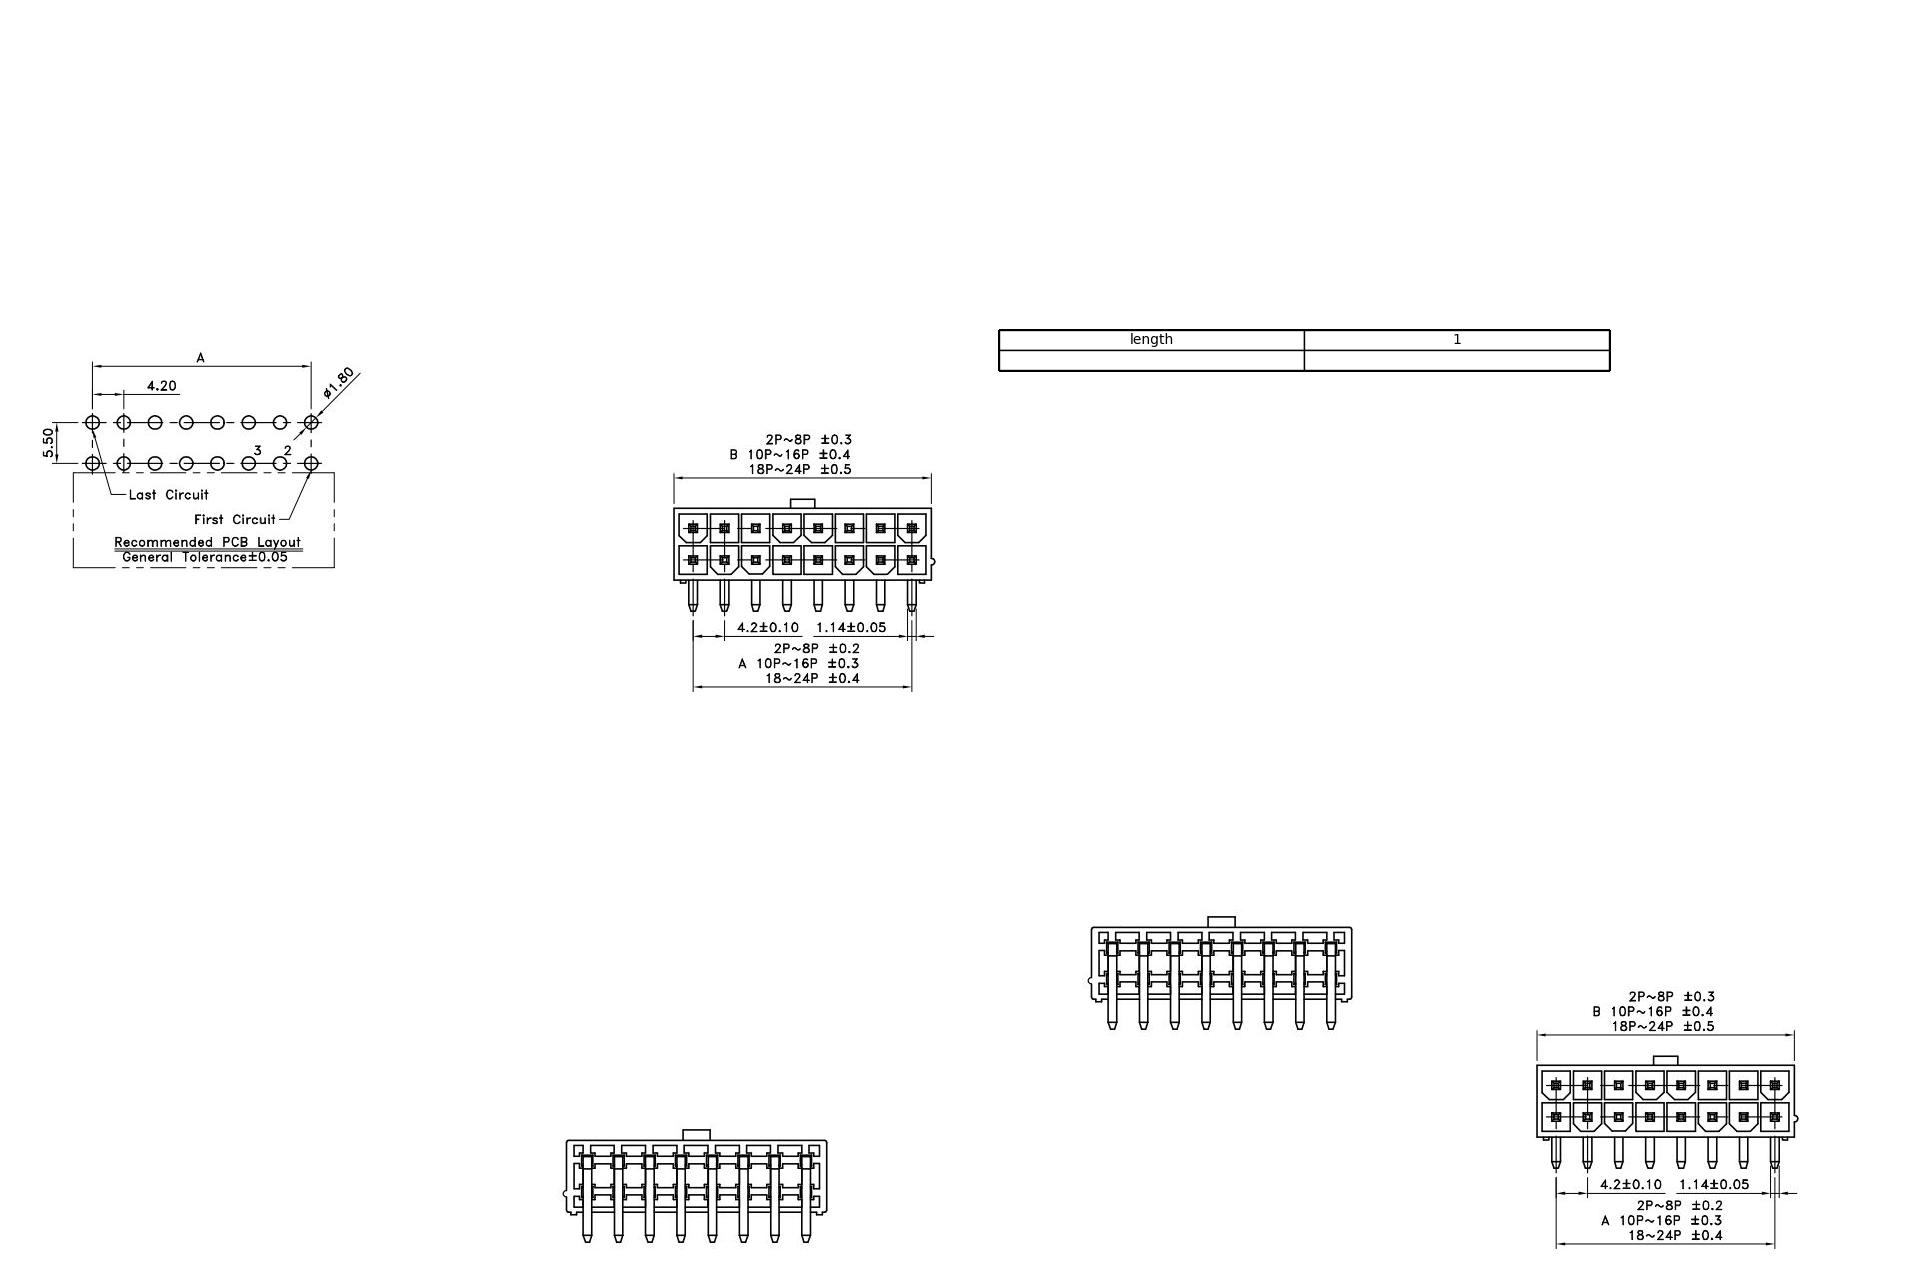 length 1
A
4.20
ø1.80
5.50
3 2
Last Circuit
First Circuit
Recommended PCB Layout
General Tolerance±0.05
2P~8P ±0.3
B 10P~16P ±0.4
18P~24P ±0.5
4.2±0.10 1.14±0.05
2P~8P ±0.2
A 10P~16P ±0.3
18~24P ±0.4
2P~8P ±0.3
B 10P~16P ±0.4
18P~24P ±0.5
4.2±0.10 1.14±0.05
2P~8P ±0.2
A 10P~16P ±0.3
18~24P ±0.4